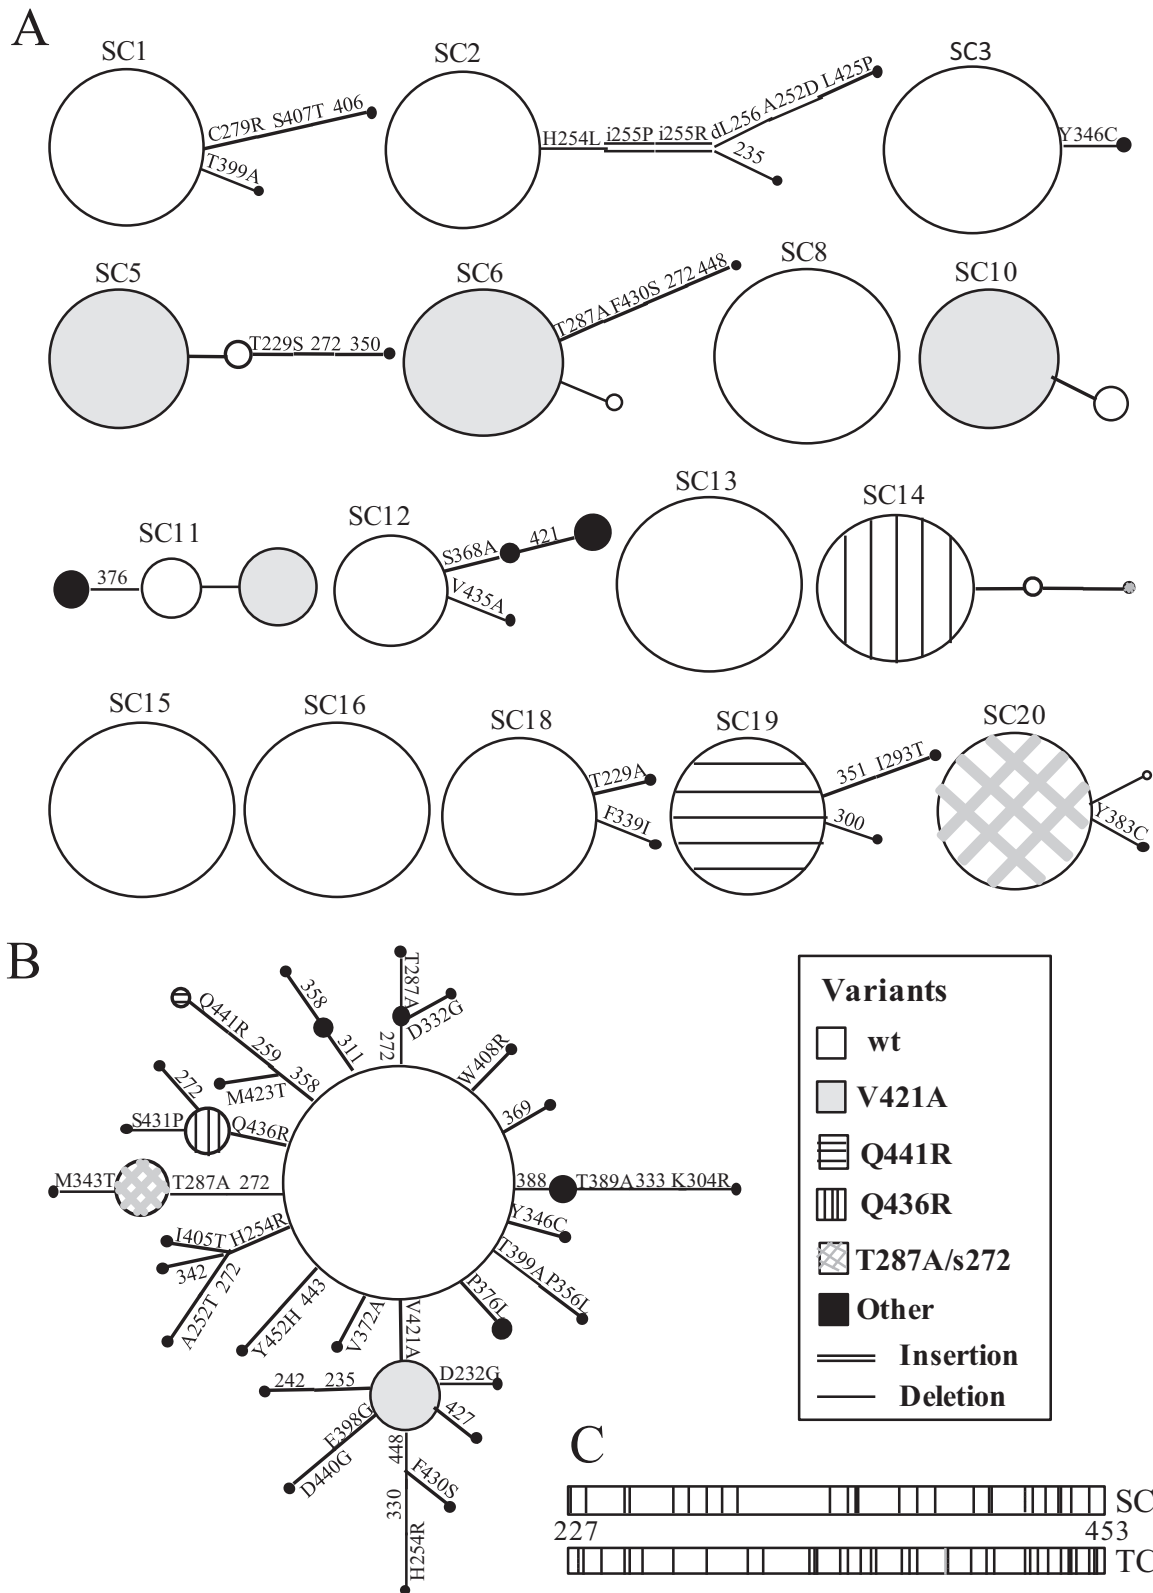 A
SC1
C279R S407T 406
T399A
SC2
H254L i255P i255R dL256 A252D L425P
235
SC3
Y346C
SC5
T229S 272 350
SC6
T287A F430S 272 448
SC8
SC10
SC11
376
SC12
S368A 421
V435A
SC13
SC14
SC15
SC16
SC18
T229A
F339I
SC19
351 I293T
300
SC20
Y383C
B
T287A
D332G
272
358
311
Q441R 259 358
M423T
272
S431P
Q436R
M343T
T287A 272
I405T
H254R
342
A252T 272
Y452H 443
V372A
V421A
W408R
369
388
T389A 333 K304R
Y346C
T399A P356L
P376L
242 235
D232G
427
E398G
D440G
448
F430S
330
H254R
Variants
wt
V421A
Q441R
Q436R
T287A/s272
Other
Insertion
Deletion
C
SC
227 453
TC